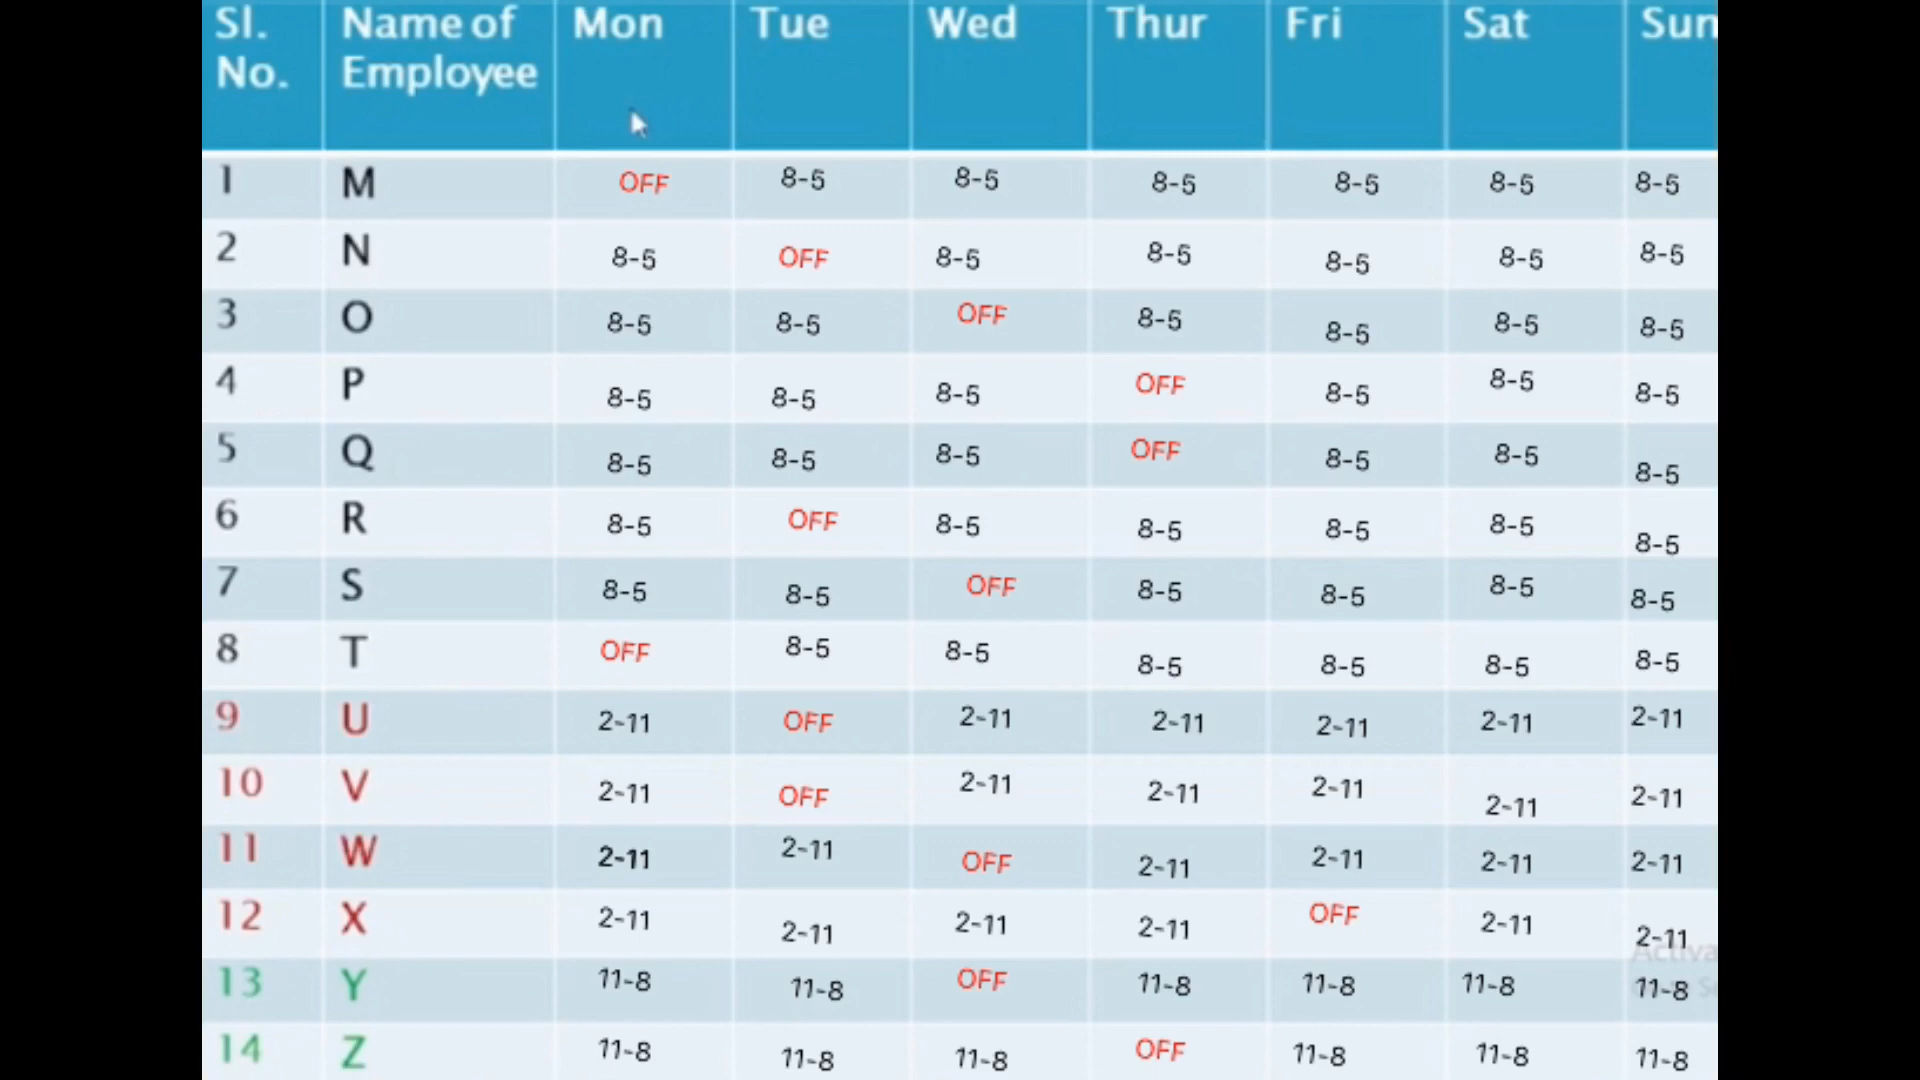 Sl. No. Name of Employee Mon Tue Wed Thur Fri Sat Sun
1 M OFF 8-5 8-5 8-5 8-5 8-5 8-5
2 N 8-5 OFF 8-5 8-5 8-5 8-5 8-5
3 O 8-5 8-5 OFF 8-5 8-5 8-5 8-5
4 P 8-5 8-5 8-5 OFF 8-5 8-5 8-5
5 Q 8-5 8-5 8-5 OFF 8-5 8-5 8-5
6 R 8-5 OFF 8-5 8-5 8-5 8-5 8-5
7 S 8-5 8-5 OFF 8-5 8-5 8-5 8-5
8 T OFF 8-5 8-5 8-5 8-5 8-5 8-5
9 U 2-11 OFF 2-11 2-11 2-11 2-11 2-11
10 V 2-11 OFF 2-11 2-11 2-11 2-11 2-11
11 W 2-11 2-11 OFF 2-11 2-11 2-11 2-11
12 X 2-11 2-11 2-11 2-11 OFF 2-11 2-11
13 Y 11-8 11-8 OFF 11-8 11-8 11-8 11-8
14 Z 11-8 11-8 11-8 OFF 11-8 11-8 11-8